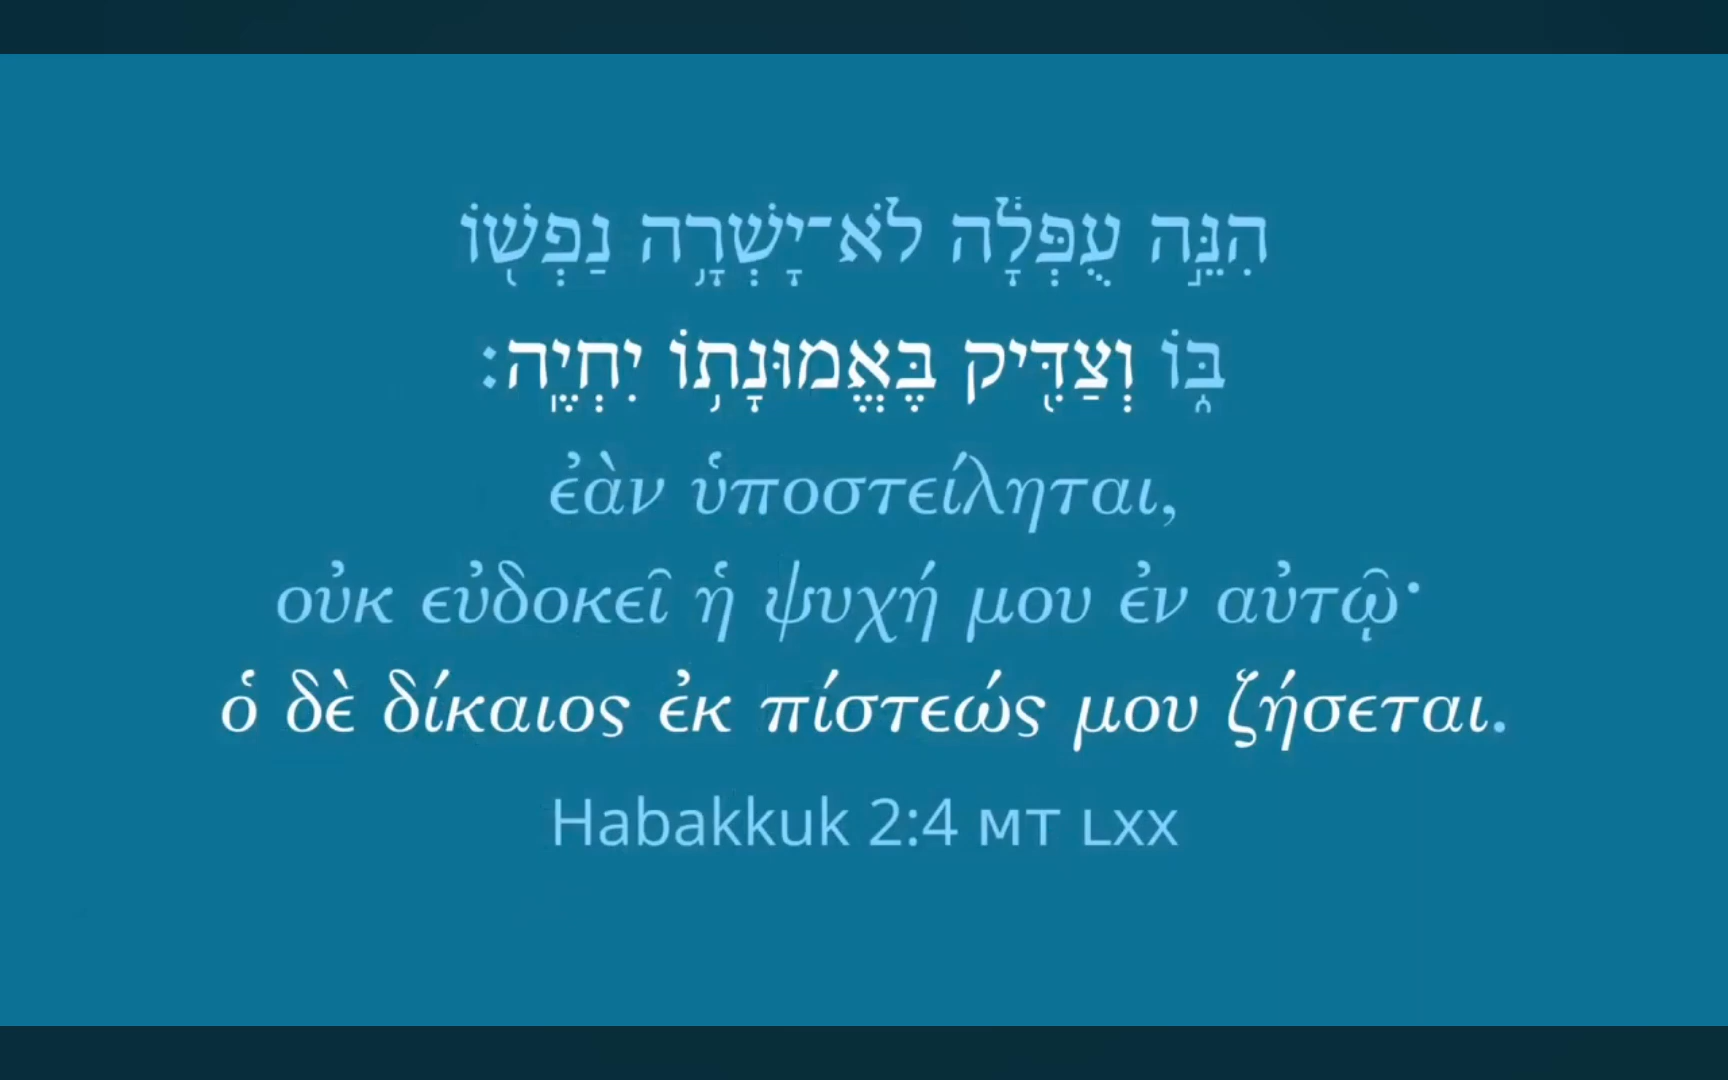 הִנֵּ֣ה עֻפְּלָ֔ה לֹא־יָשְׁרָ֥ה נַפְשׁ֖וֹ
בּ֑וֹ וְצַדִּ֖יק בֶּאֱמוּנָת֥וֹ יִחְיֶֽה׃
ἐὰν ὑποστείληται,
οὐκ εὐδοκεῖ ἡ ψυχή μου ἐν αὐτῷ·
ὁ δὲ δίκαιος ἐκ πίστεώς μου ζήσεται.
Habakkuk 2:4 MT LXX